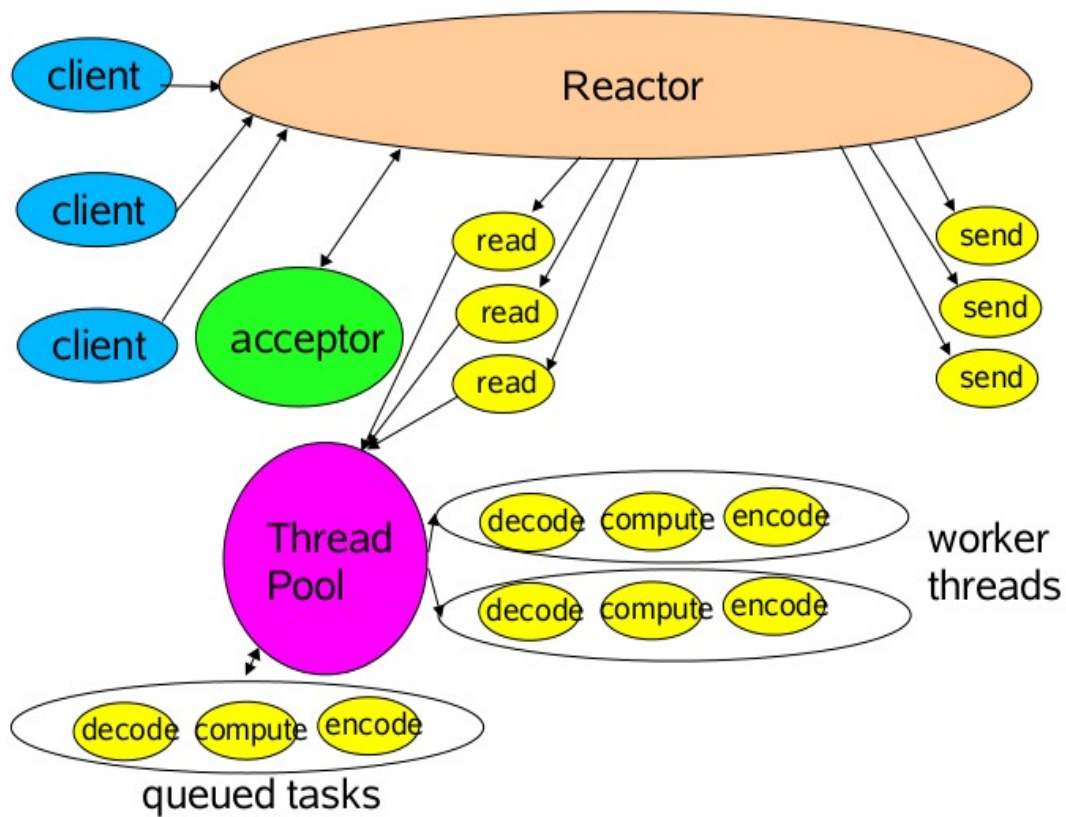 client
Reactor
client
read
send
read
send
client
acceptor
read
send
Thread
Pool
decode
compute
encode
worker
threads
decode
compute
encode
decode
compute
encode
queued tasks